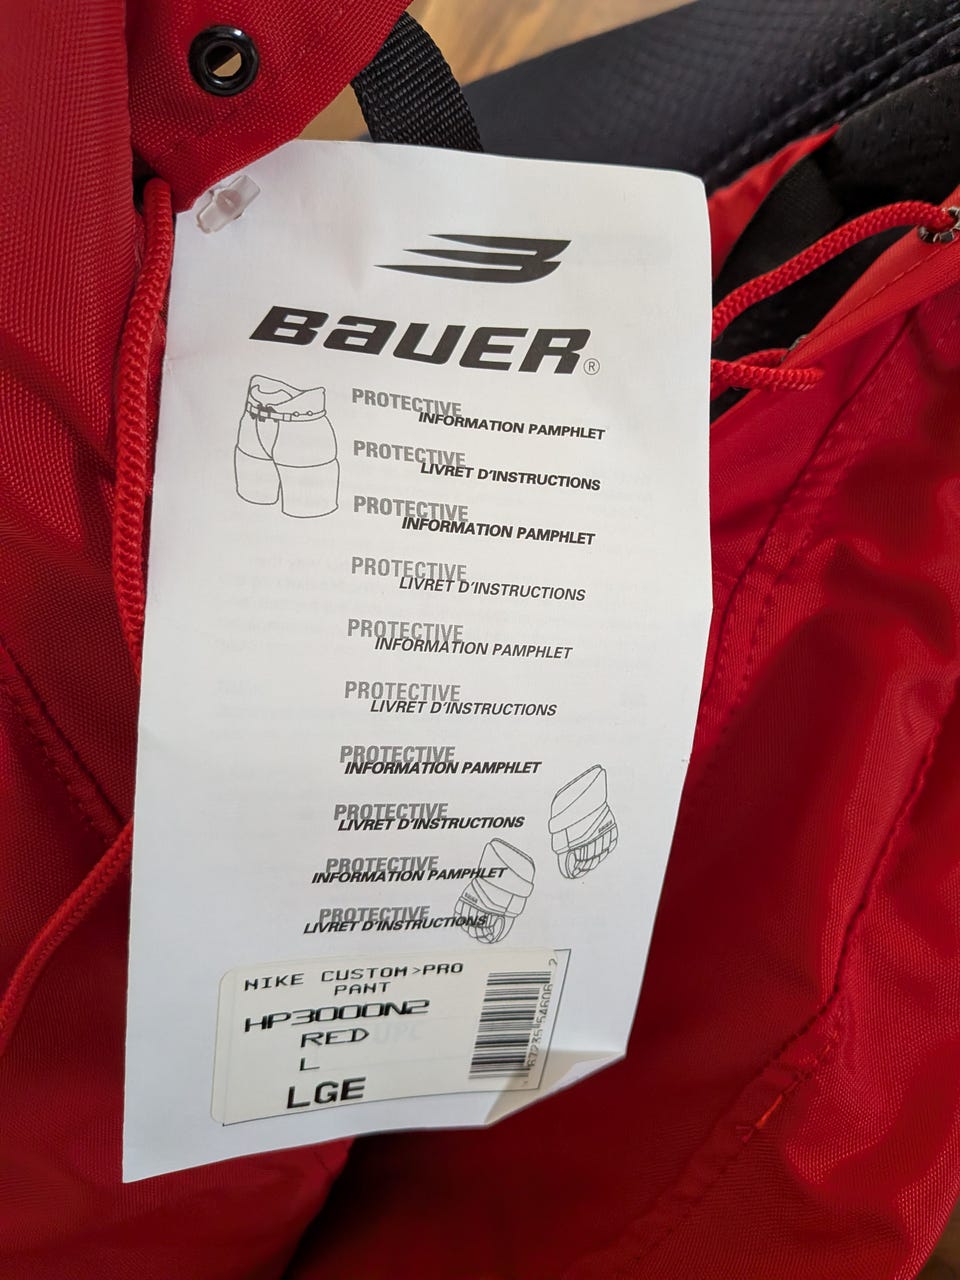 BAUER®
PROTECTIVE
INFORMATION PAMPHLET
PROTECTIVE
LIVRET D'INSTRUCTIONS
PROTECTIVE
INFORMATION PAMPHLET
PROTECTIVE
LIVRET D'INSTRUCTIONS
PROTECTIVE
INFORMATION PAMPHLET
PROTECTIVE
LIVRET D'INSTRUCTIONS
PROTECTIVE
INFORMATION PAMPHLET
PROTECTIVE
LIVRET D'INSTRUCTIONS
PROTECTIVE
INFORMATION PAMPHLET
PROTECTIVE
LIVRET D'INSTRUCTIONS
BAUER
BAUER
NIKE CUSTOM>PRO
PANT
HP3000N2
RED
L
LGE